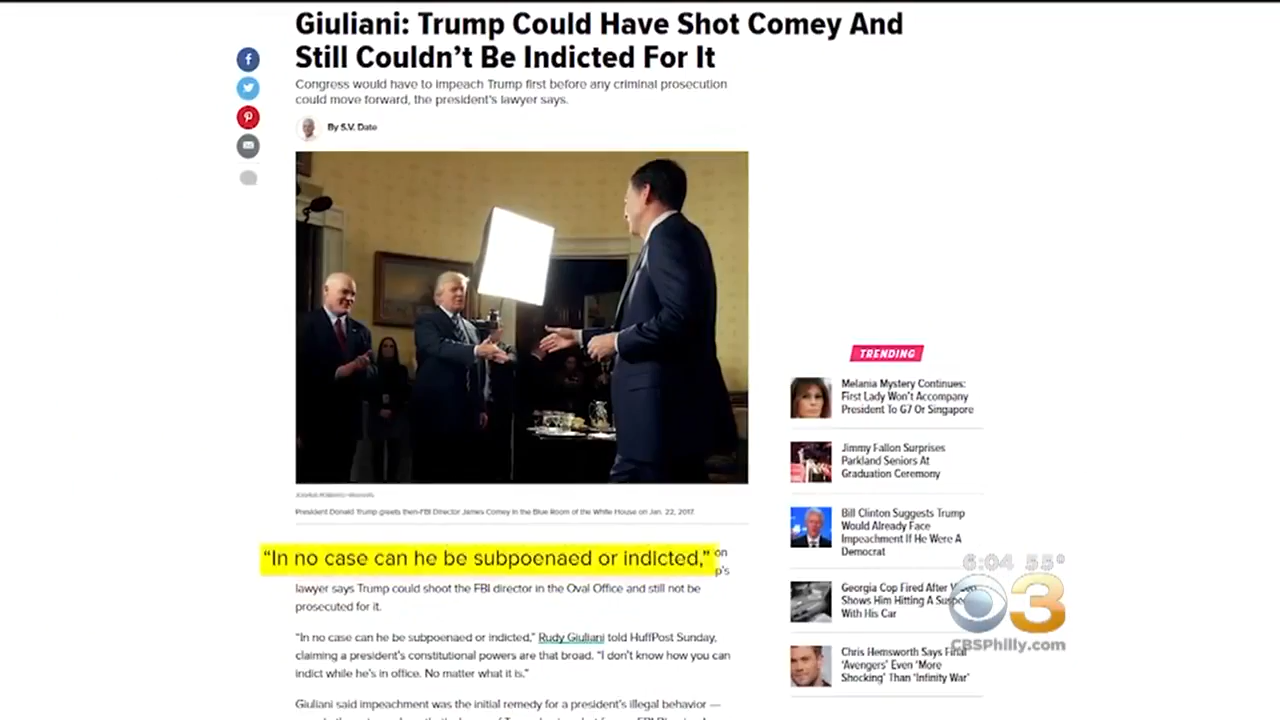 Giuliani: Trump Could Have Shot Comey And
Still Couldn’t Be Indicted For It
Congress would have to impeach Trump first before any criminal prosecution
could move forward, the president's lawyer says.
By S.V. Date
President Donald Trump greets then-FBI Director James Comey in the Blue Room of the White House on Jan. 22, 2017.
“In no case can he be subpoenaed or indicted,” on
p's
lawyer says Trump could shoot the FBI director in the Oval Office and still not be
prosecuted for it.
“In no case can he be subpoenaed or indicted,” Rudy Giuliani told HuffPost Sunday,
claiming a president’s constitutional powers are that broad. “I don’t know how you can
indict while he’s in office. No matter what it is.”
Giuliani said impeachment was the initial remedy for a president’s illegal behavior —
TRENDING
Melania Mystery Continues:
First Lady Won't Accompany
President To G7 Or Singapore
Jimmy Fallon Surprises
Parkland Seniors At
Graduation Ceremony
Bill Clinton Suggests Trump
Would Already Face
Impeachment If He Were A
Democrat
Georgia Cop Fired After
Shows Him Hitting A
With His Car
Chris Hemsworth Says Final
‘Avengers’ Even ‘More
Shocking’ Than ‘Infinity War’
6:04 55°
3
CBSPhilly.com